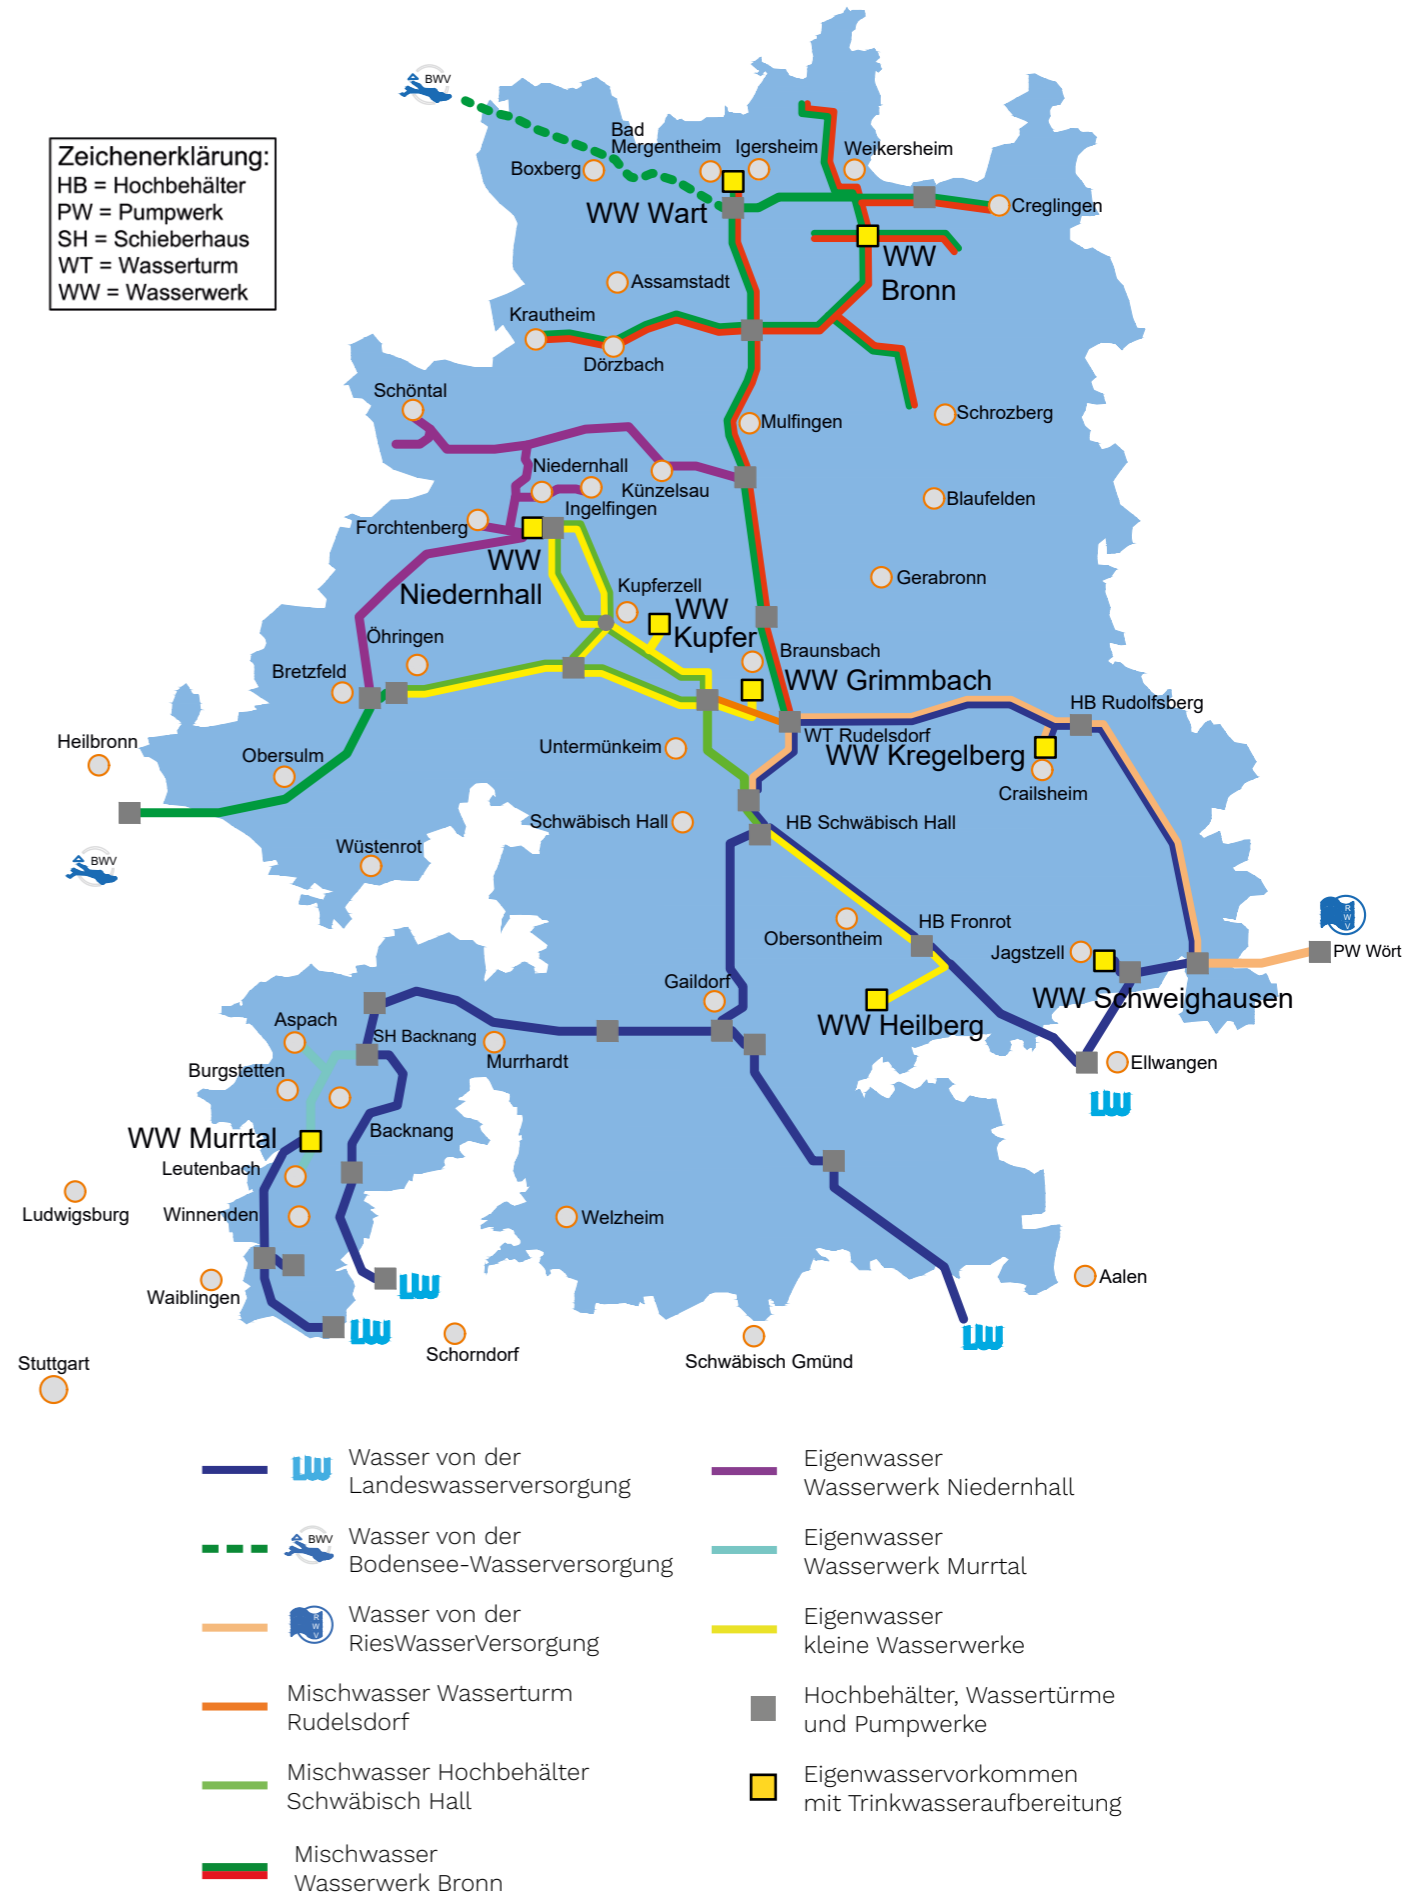 BWV
Zeichenerklärung:
HB = Hochbehälter
PW = Pumpwerk
SH = Schieberhaus
WT = Wasserturm
WW = Wasserwerk
Bad
Mergentheim
Igersheim
Weikersheim
Boxberg
WW Wart
Creglingen
WW
Bronn
Assamstadt
Krautheim
Dörzbach
Schöntal
Mulfingen
Schrozberg
Niedernhall
Künzelsau
Blaufelden
Ingelfingen
Forchtenberg
WW
Niedernhall
Gerabronn
Kupferzell
WW
Kupfer
Öhringen
Braunsbach
Bretzfeld
WW Grimmbach
HB Rudolfsberg
WT Rudelsdorf
Heilbronn
Untermünkeim
Obersulm
WW Kregelberg
Crailsheim
Schwäbisch Hall
HB Schwäbisch Hall
Wüstenrot
BWV
HB Fronrot
Obersontheim
Jagstzell
R
W
V
PW Wört
Gaildorf
WW Schweighausen
WW Heilberg
Aspach
SH Backnang
Murrhardt
Burgstetten
Ellwangen
LW
WW Murrtal
Backnang
Leutenbach
Ludwigsburg
Winnenden
Welzheim
Waiblingen
LW
Aalen
LW
LW
Schorndorf
Schwäbisch Gmünd
Stuttgart
LW
Wasser von der
Landeswasserversorgung
BWV
Wasser von der
Bodensee-Wasserversorgung
R
W
V
Wasser von der
RiesWasserVersorgung
Mischwasser Wasserturm
Rudelsdorf
Mischwasser Hochbehälter
Schwäbisch Hall
Mischwasser
Wasserwerk Bronn
Eigenwasser
Wasserwerk Niedernhall
Eigenwasser
Wasserwerk Murrtal
Eigenwasser
kleine Wasserwerke
Hochbehälter, Wassertürme
und Pumpwerke
Eigenwasservorkommen
mit Trinkwasseraufbereitung